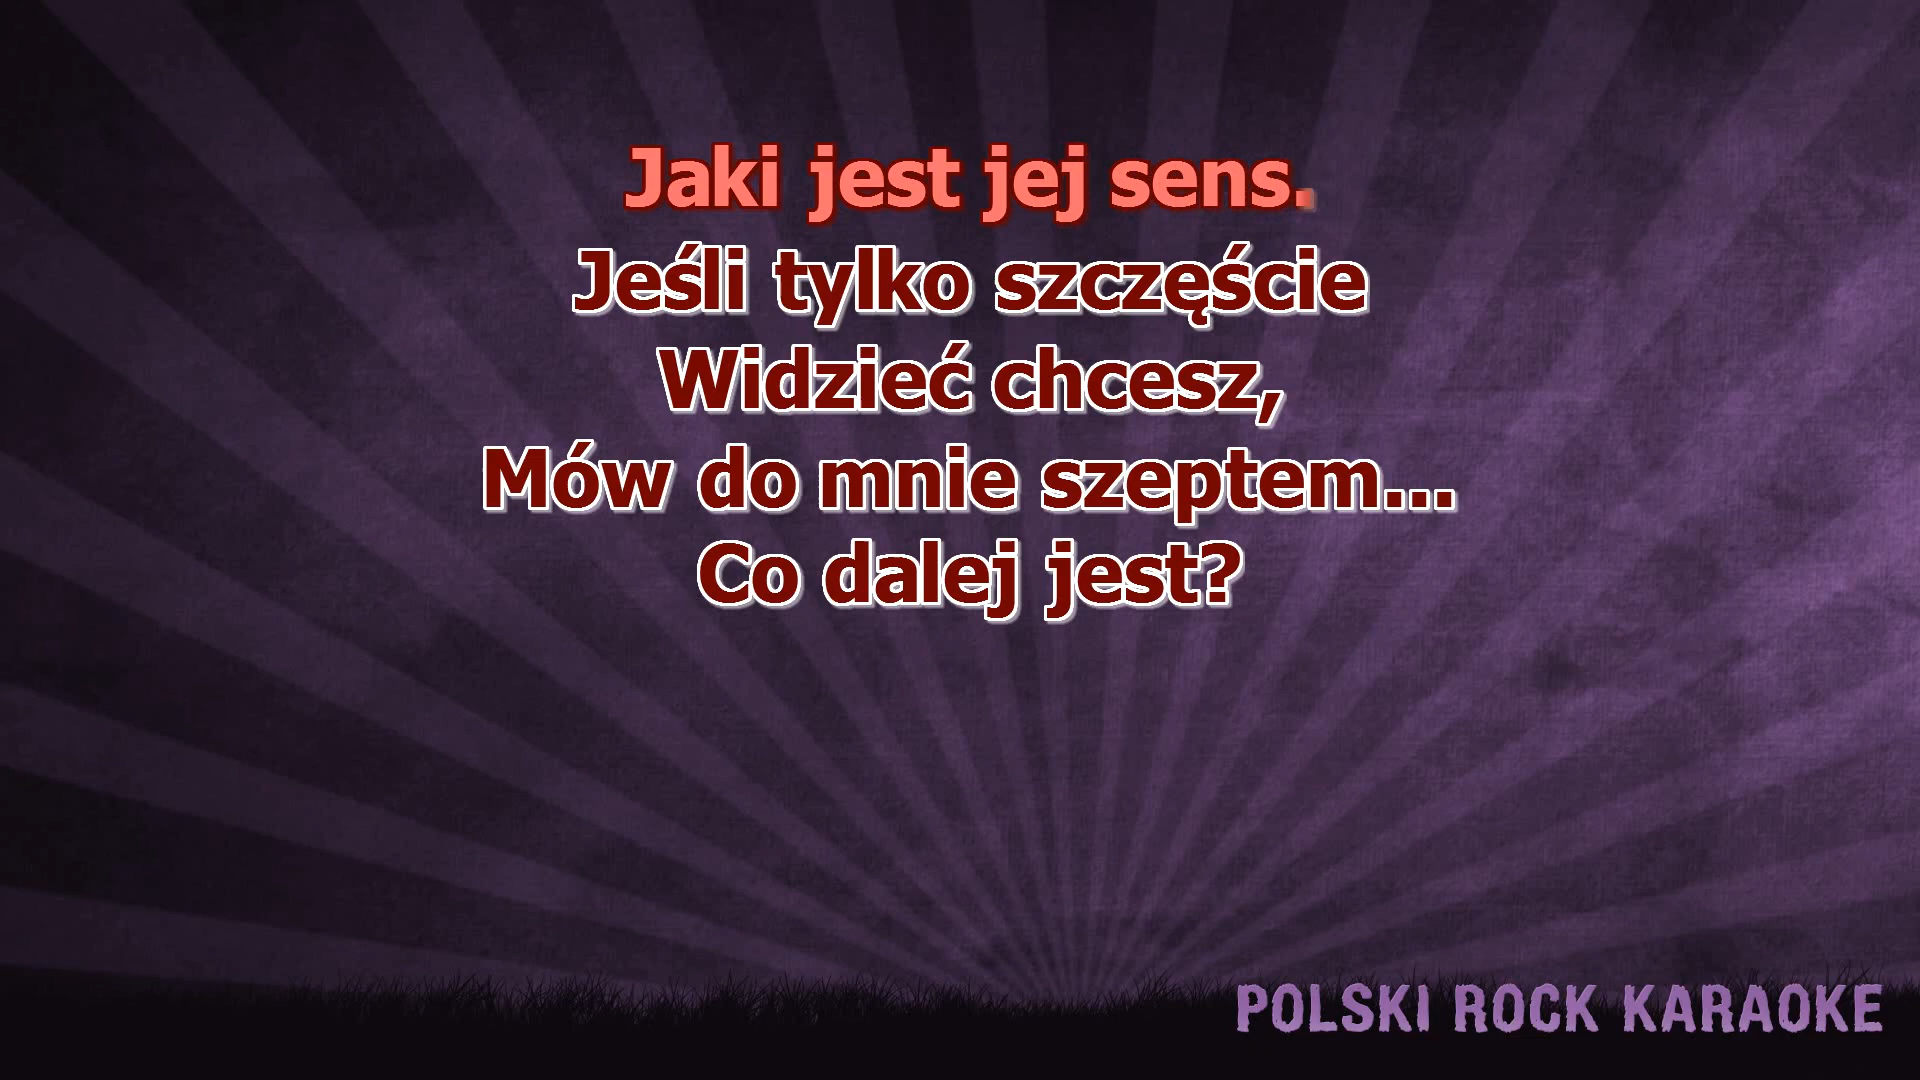 Jaki jest jej sens.
Jeśli tylko szczęście
Widzieć chcesz,
Mów do mnie szeptem...
Co dalej jest?
POLSKI ROCK KARAOKE